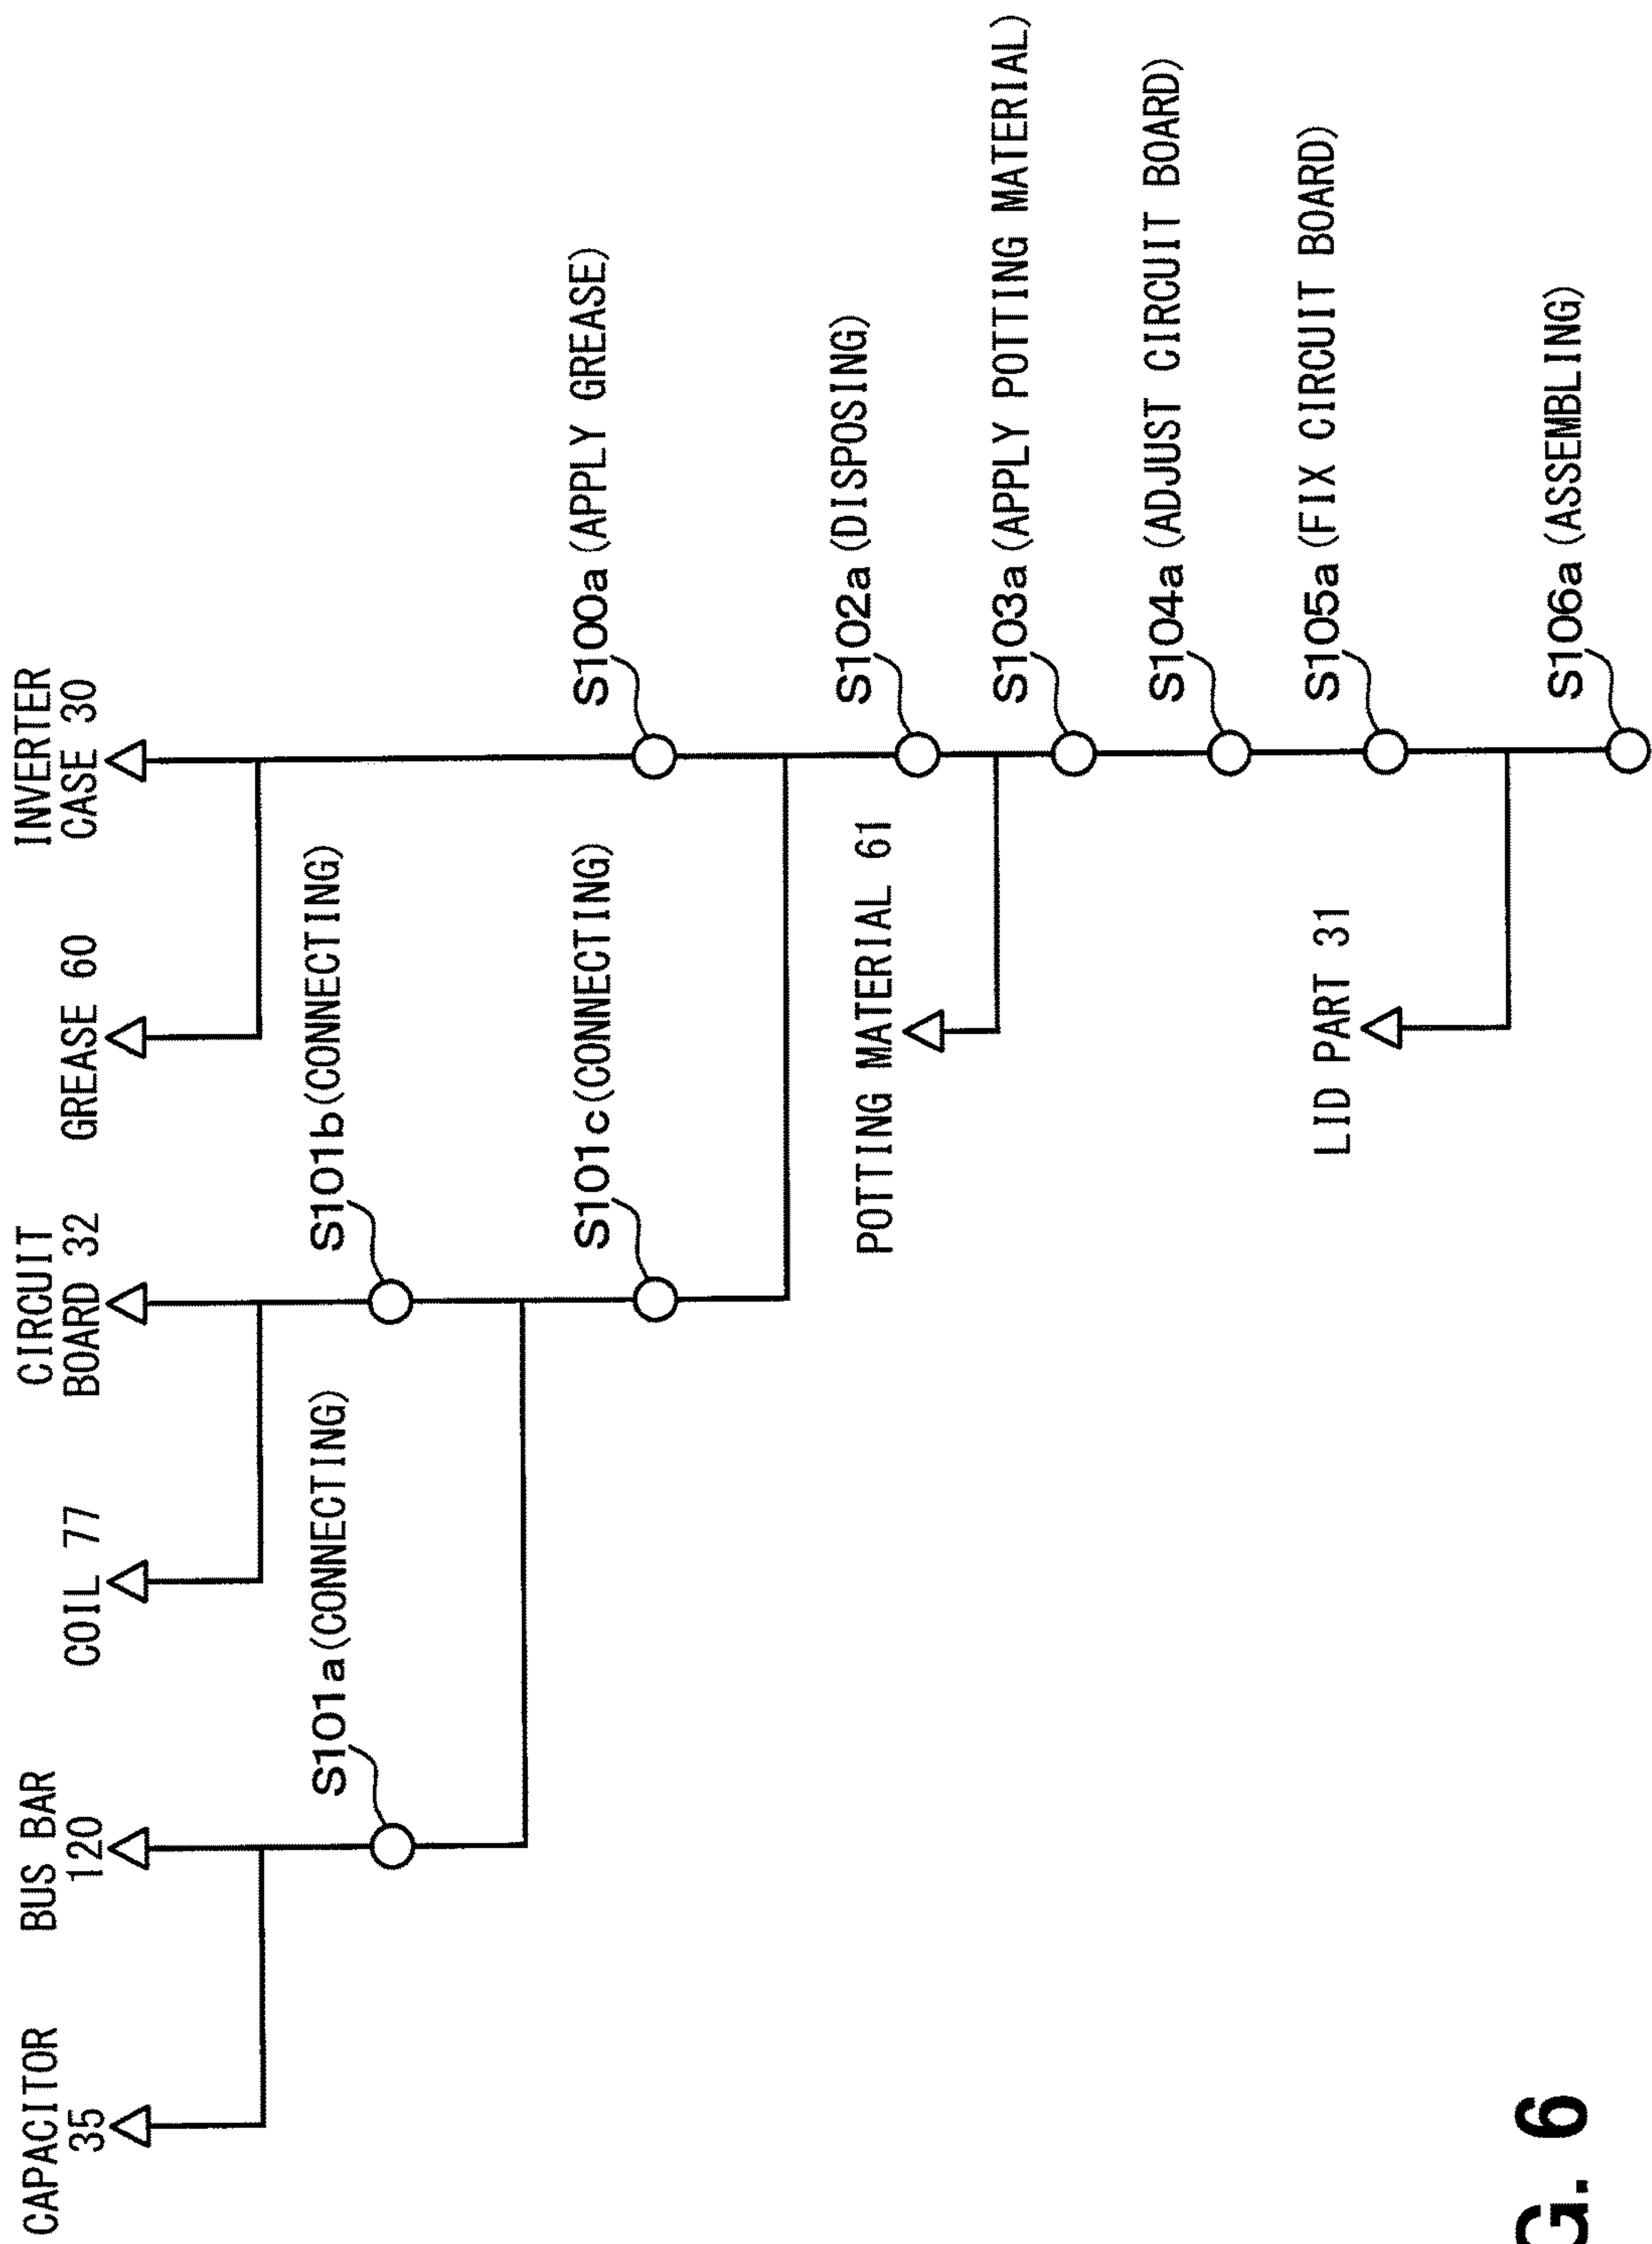 CAPACITOR
35
BUS BAR
120
COIL 77
CIRCUIT
BOARD 32
GREASE 60
INVERTER
CASE 30
S101a (CONNECTING)
S101b (CONNECTING)
S101c (CONNECTING)
S100a (APPLY GREASE)
S102a (DISPOSING)
POTTING MATERIAL 61
S103a (APPLY POTTING MATERIAL)
S104a (ADJUST CIRCUIT BOARD)
LID PART 31
S105a (FIX CIRCUIT BOARD)
S106a (ASSEMBLING)
G. 6